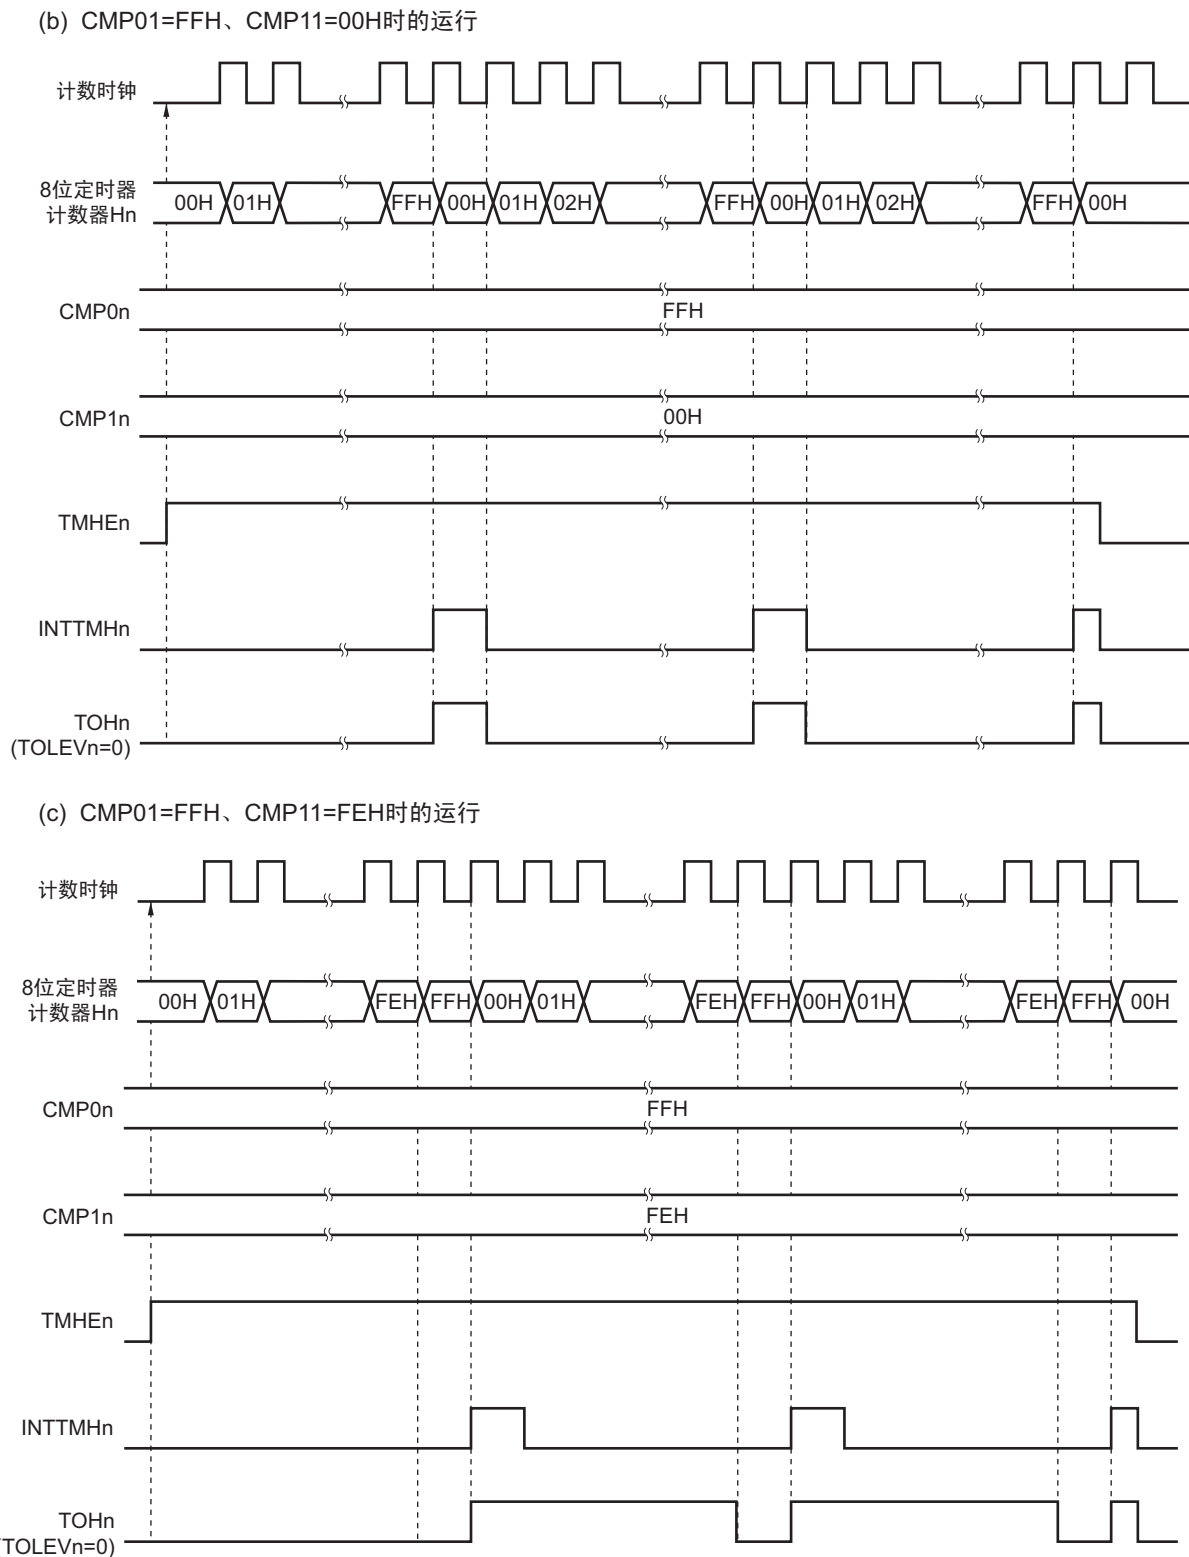 (b) CMP01=FFH、CMP11=00H时的运行
计数时钟
8位定时器
计数器Hn
00H 01H FFH 00H 01H 02H FFH 00H 01H 02H FFH 00H
CMP0n
FFH
CMP1n
00H
TMHEn
INTTMHn
TOHn
(TOLEVn=0)
(c) CMP01=FFH、CMP11=FEH时的运行
计数时钟
8位定时器
计数器Hn
00H 01H FEH FFH 00H 01H FEH FFH 00H 01H FEH FFH 00H
CMP0n
FFH
CMP1n
FEH
TMHEn
INTTMHn
TOHn
(TOLEVn=0)